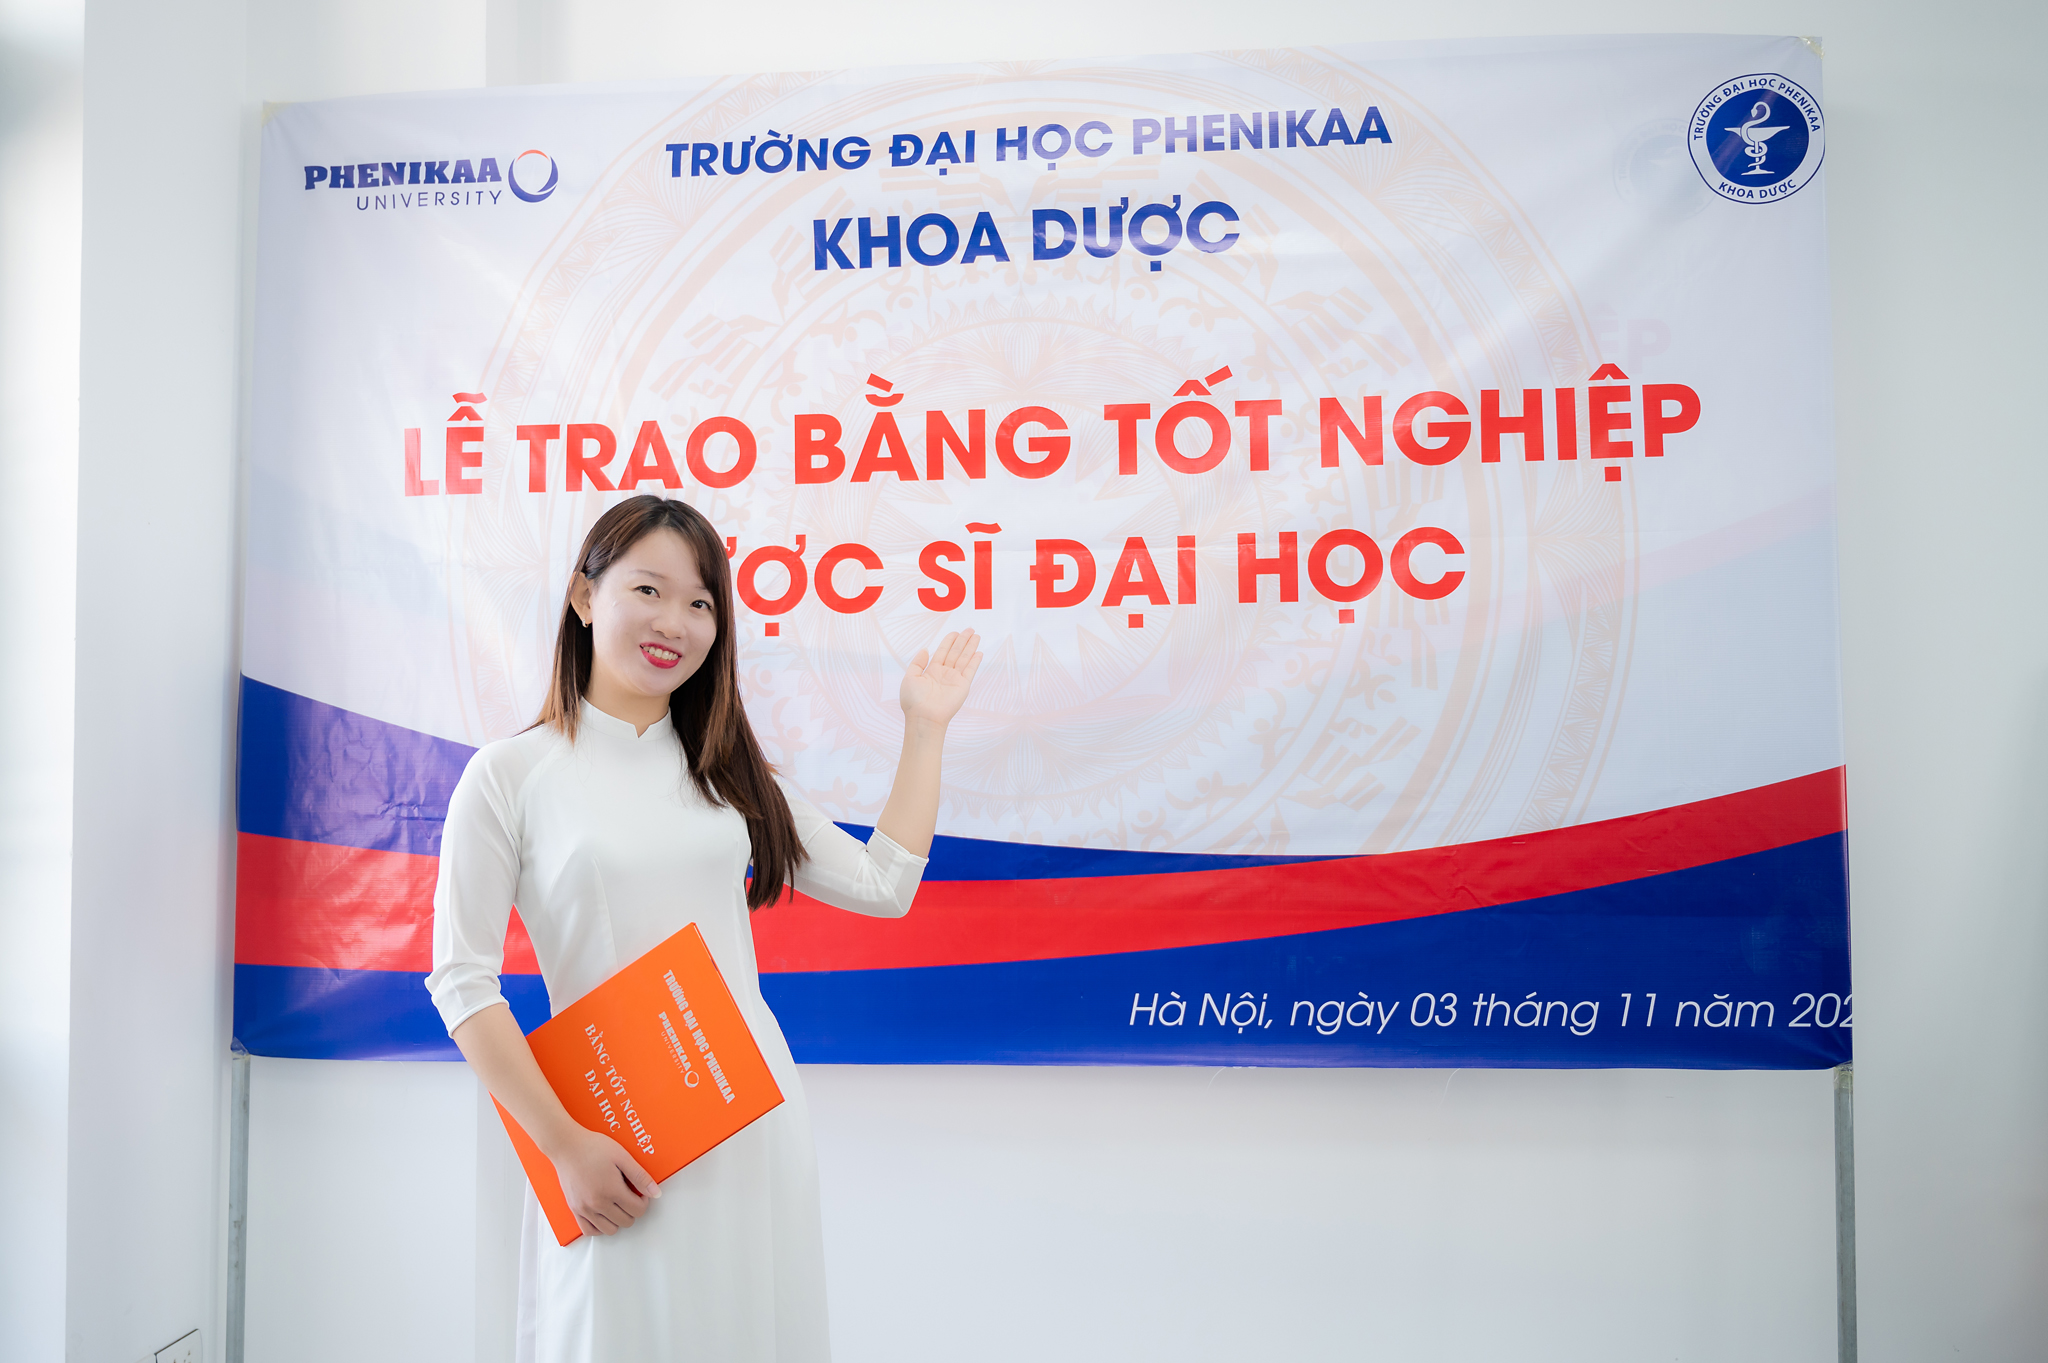 PHENIKAA
UNIVERSITY
TRƯỜNG ĐẠI HỌC PHENIKAA
KHOA DƯỢC
TRƯỜNG ĐẠI HỌC PHENIKAA
KHOA DƯỢC
LỄ TRAO BẰNG TỐT NGHIỆP
SĨ ĐẠI HỌC
Hà Nội, ngày 03 tháng 11 năm
TRƯỜNG ĐẠI HỌC PHENIKAA
PHENIKAA
UNIVERSITY
BẰNG TỐT NGHIỆP
ĐẠI HỌC